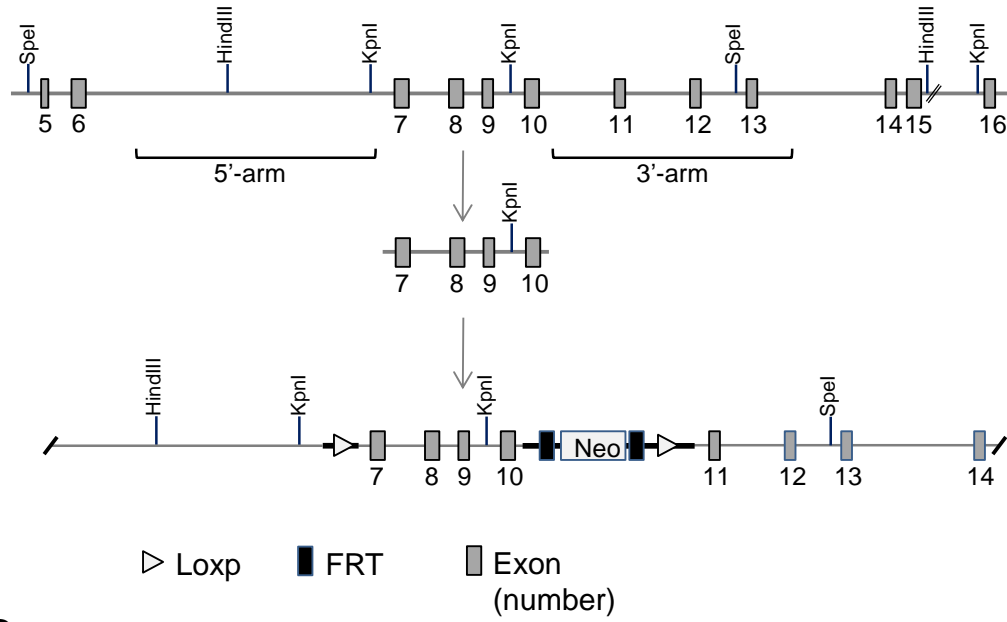 SpeI HindIII KpnI KpnI SpeI HindIII KpnI
5 6 7 8 9 10 11 12 13 14 15 16
5’-arm 3’-arm
KpnI
7 8 9 10
HindIII KpnI KpnI SpeI
Neo
7 8 9 10 11 12 13 14
Loxp FRT Exon
(number)